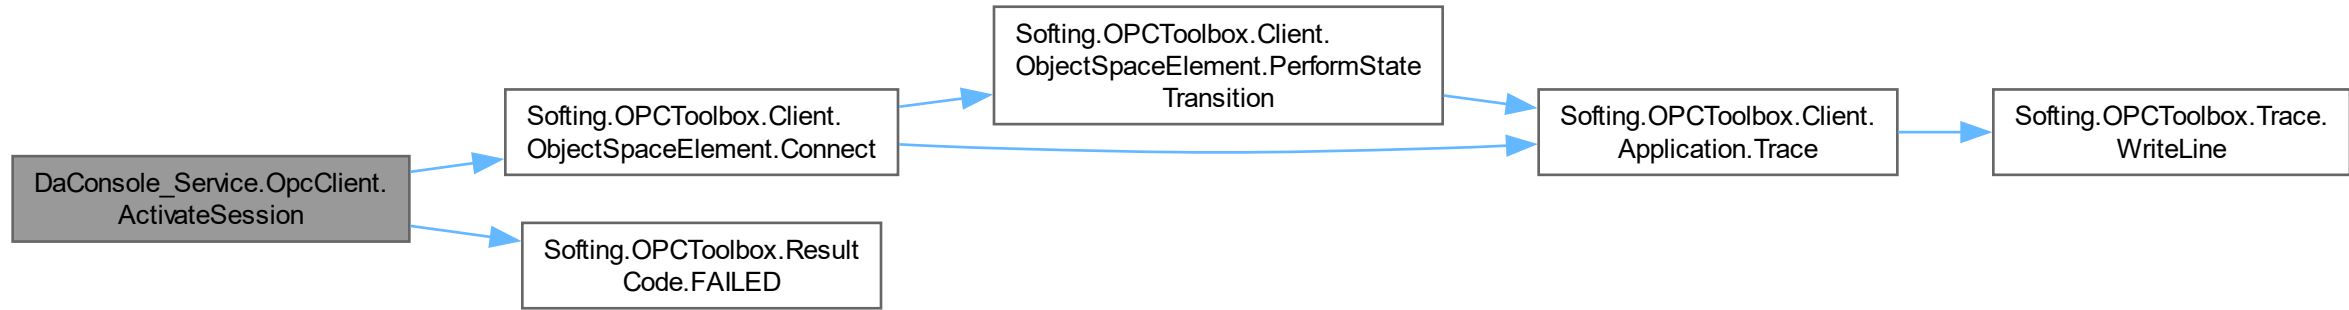 DaConsole_Service.OpcClient.
ActivateSession
Softing.OPCToolbox.Client.
ObjectSpaceElement.Connect
Softing.OPCToolbox.Result
Code.FAILED
Softing.OPCToolbox.Client.
ObjectSpaceElement.PerformState
Transition
Softing.OPCToolbox.Client.
Application.Trace
Softing.OPCToolbox.Trace.
WriteLine